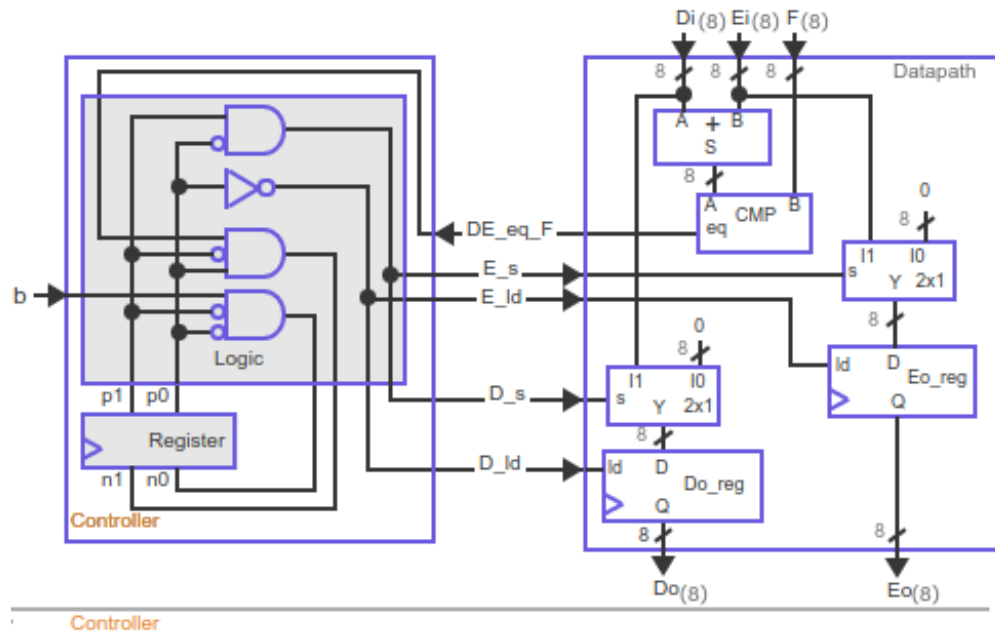 Di(8) Ei(8) F(8)
8 8 8 Datapath
A + B
S
8
A CMP B
eq
0
8
DE_eq_F
I1 I0
s Y 2x1
E_s
b
E_ld
8
0
8
Logic
ld D
Eo_reg
Q
I1 I0
s Y 2x1
D_s
p1 p0
8
Register
D_ld
ld D
Do_reg
Q
n1 n0
Controller
8 8
Do(8) Eo(8)
Controller